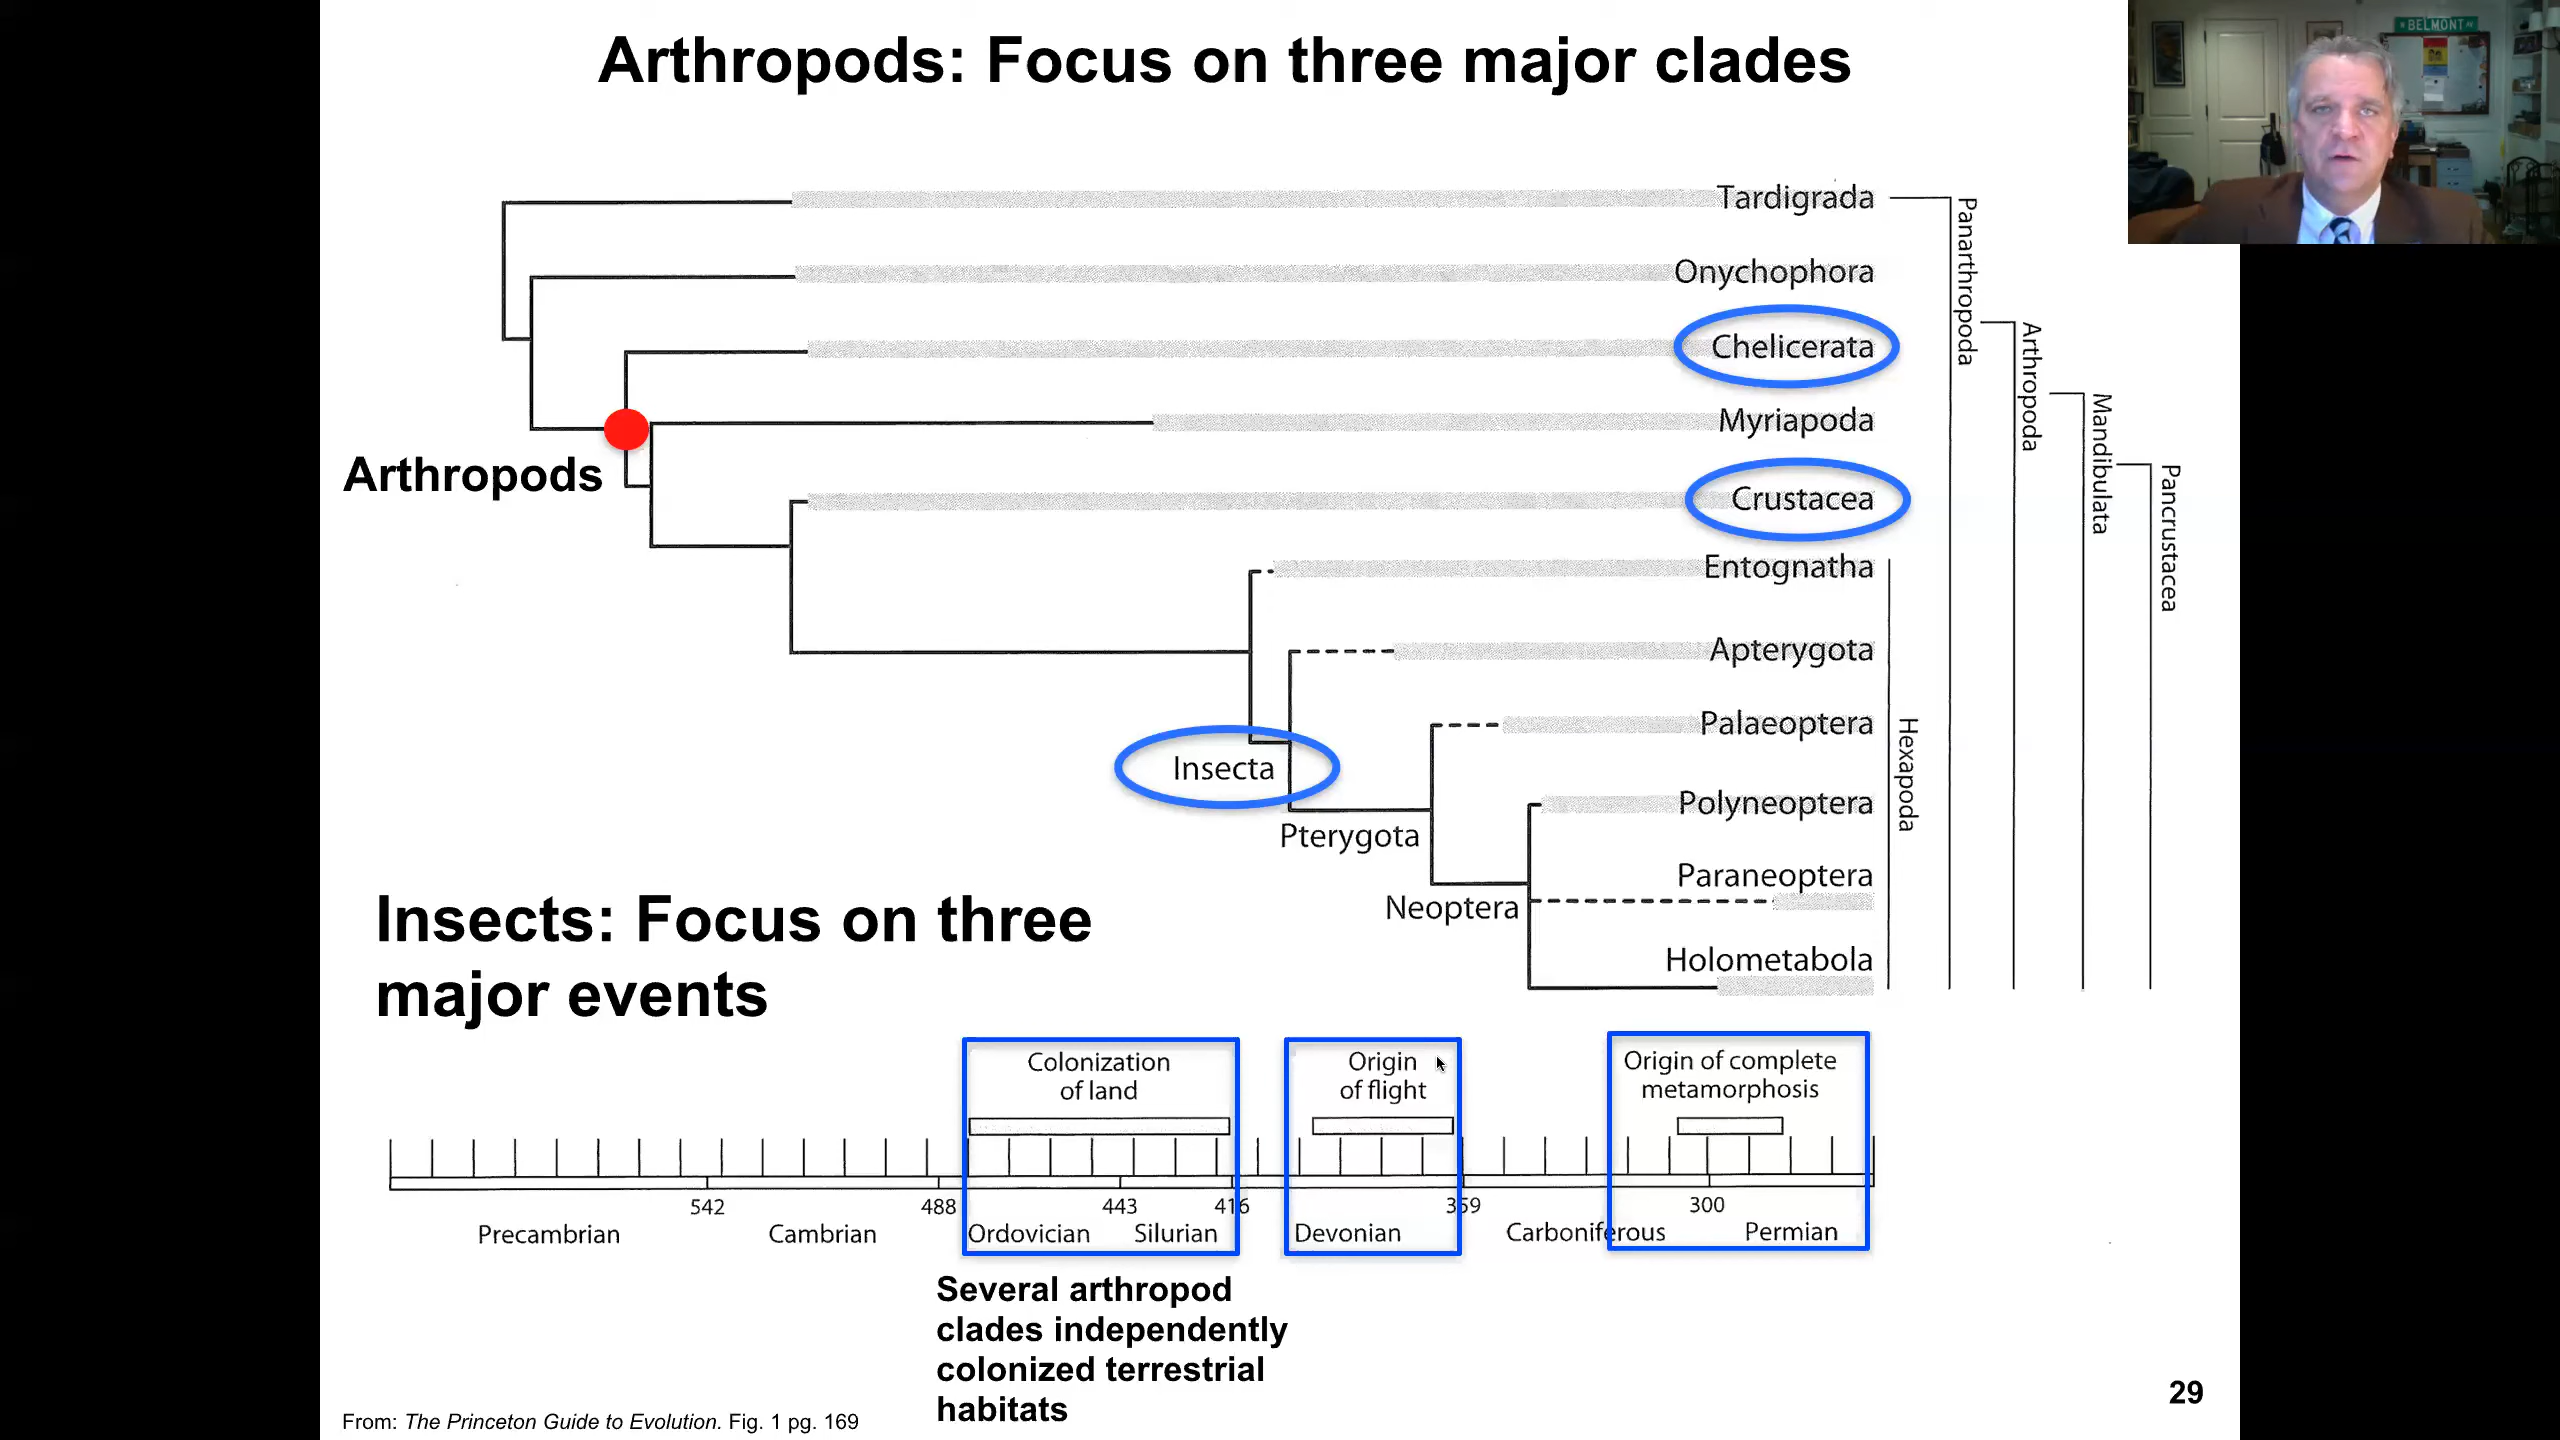 Arthropods: Focus on three major clades
BELMONT AV
Tardigrada
Onychophora
Chelicerata
Myriapoda
Crustacea
Entognatha
Apterygota
Palaeoptera
Polyneoptera
Paraneoptera
Holometabola
Panarthropoda
Arthropoda
Mandibulata
Pancrustacea
Hexapoda
Arthropods
Insecta
Pterygota
Neoptera
Insects: Focus on three
major events
Colonization
of land
Origin
of flight
Origin of complete
metamorphosis
542 488 443 416 359 300
Precambrian Cambrian Ordovician Silurian Devonian Carboniferous Permian
Several arthropod
clades independently
colonized terrestrial
habitats
From: The Princeton Guide to Evolution. Fig. 1 pg. 169
29